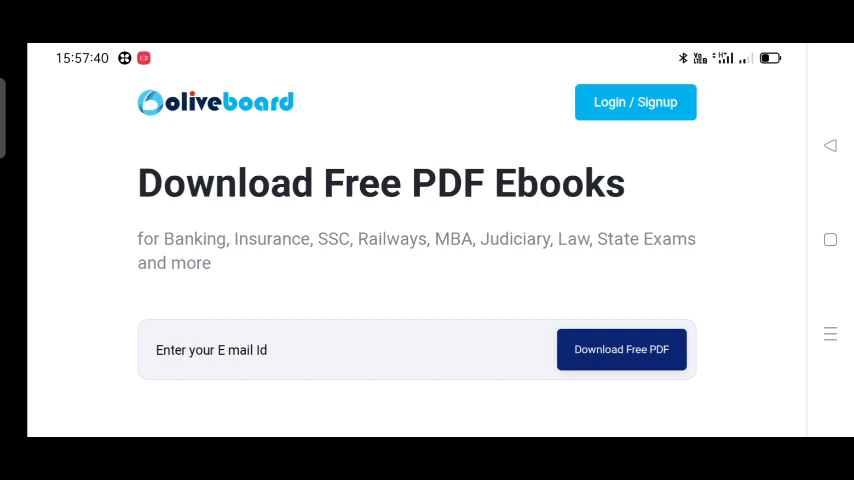 15:57:40
oliveboard
Login / Signup
Download Free PDF Ebooks
for Banking, Insurance, SSC, Railways, MBA, Judiciary, Law, State Exams
and more
Enter your E mail Id
Download Free PDF